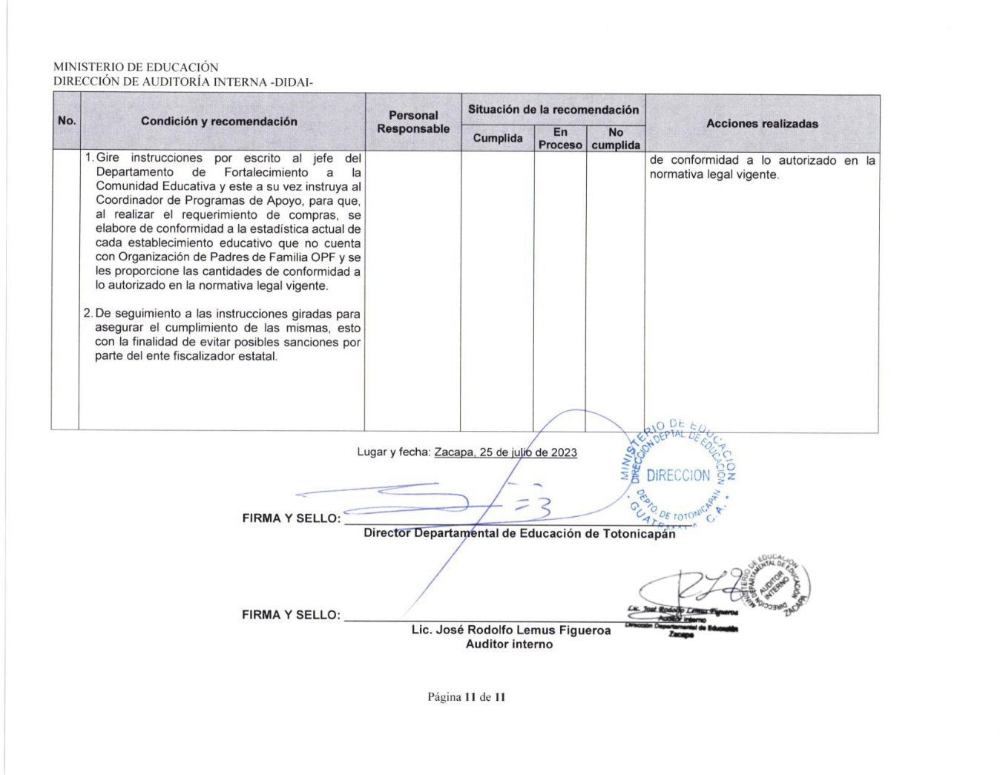 MINISTERIO DE EDUCACIÓN
DIRECCIÓN DE AUDITORÍA INTERNA -DIDAI-
No.
Condición y recomendación
Personal
Responsable
Situación de la recomendación
Cumplida
En
Proceso
No
cumplida
Acciones realizadas
1. Gire instrucciones por escrito al jefe del
Departamento de Fortalecimiento a la
Comunidad Educativa y este a su vez instruya al
Coordinador de Programas de Apoyo, para que,
al realizar el requerimiento de compras, se
elabore de conformidad a la estadística actual de
cada establecimiento educativo que no cuenta
con Organización de Padres de Familia OPF y se
les proporcione las cantidades de conformidad a
lo autorizado en la normativa legal vigente.
2. De seguimiento a las instrucciones giradas para
asegurar el cumplimiento de las mismas, esto
con la finalidad de evitar posibles sanciones por
parte del ente fiscalizador estatal.
de conformidad a lo autorizado en la
normativa legal vigente.
Lugar y fecha: Zacapa, 25 de julio de 2023
MINISTERIO DE EDUCACION
DIRECCION DEPTAL DE EDUCACION
DIRECCION
DEPTO. DE TOTONICAPAN
GUATEMALA C.A.
FIRMA Y SELLO:
Director Departamental de Educación de Totonicapán
MINISTERIO DE EDUCACIÓN
DIRECCIÓN DEPARTAMENTAL DE EDUCACIÓN
AUDITOR
INTERNO
ZACAPA
FIRMA Y SELLO:
Lic. José Rodolfo Lemus Figueroa
Auditor Interno
Dirección Departamental de Educación
Zacapa
Lic. José Rodolfo Lemus Figueroa
Auditor interno
Página 11 de 11